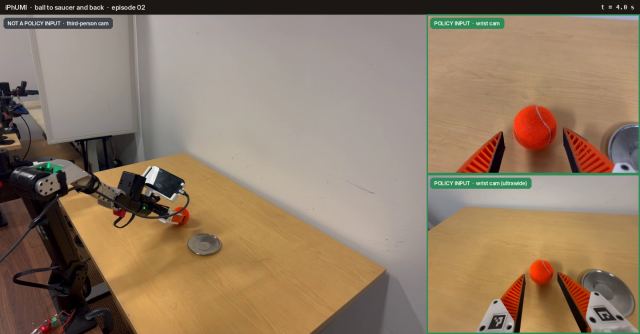 iPhUMI · ball to saucer and back · episode 02
t = 4.0 s
NOT A POLICY INPUT · third-person cam
POLICY INPUT · wrist cam
POLICY INPUT · wrist cam (ultrawide)